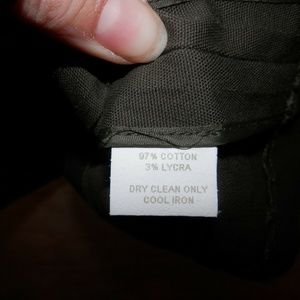 97% COTTON
3% LYCRA
DRY CLEAN ONLY
COOL IRON